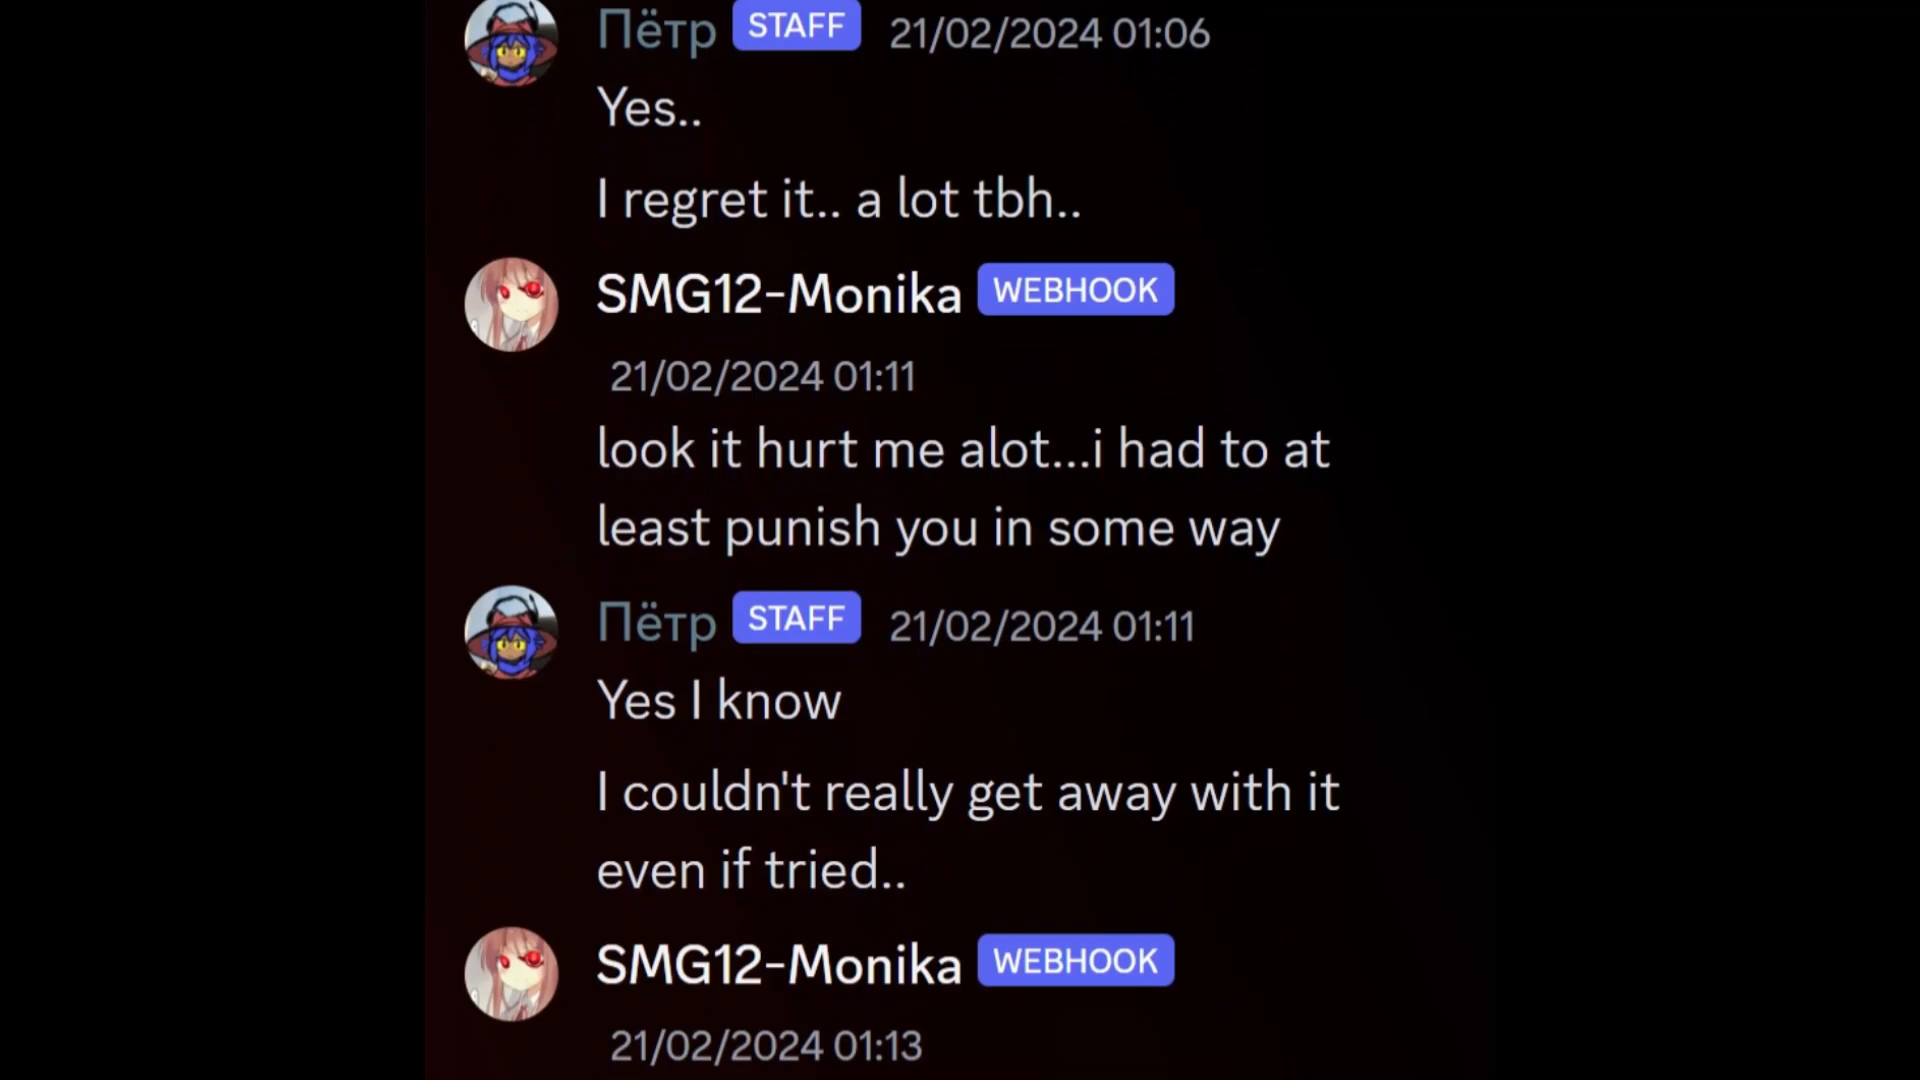 Пётр STAFF 21/02/2024 01:06
Yes..
I regret it.. a lot tbh..
SMG12-Monika WEBHOOK
21/02/2024 01:11
look it hurt me alot...i had to at
least punish you in some way
Пётр STAFF 21/02/2024 01:11
Yes I know
I couldn't really get away with it
even if tried..
SMG12-Monika WEBHOOK
21/02/2024 01:13